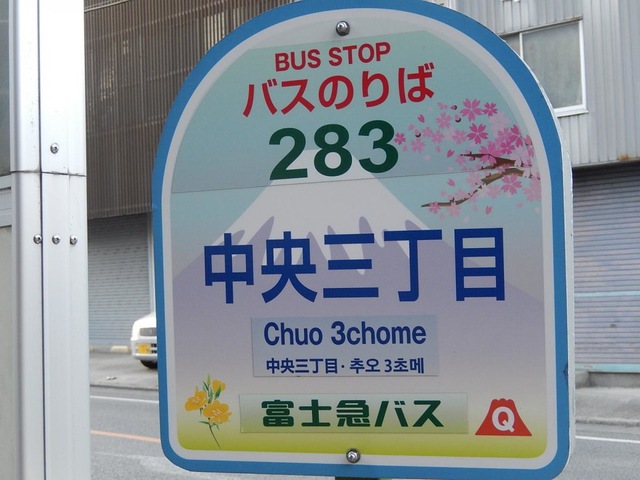 BUS STOP
バスのりば
283
中央三丁目
Chuo 3chome
中央三丁目・추오 3초메
富士急バス
Q